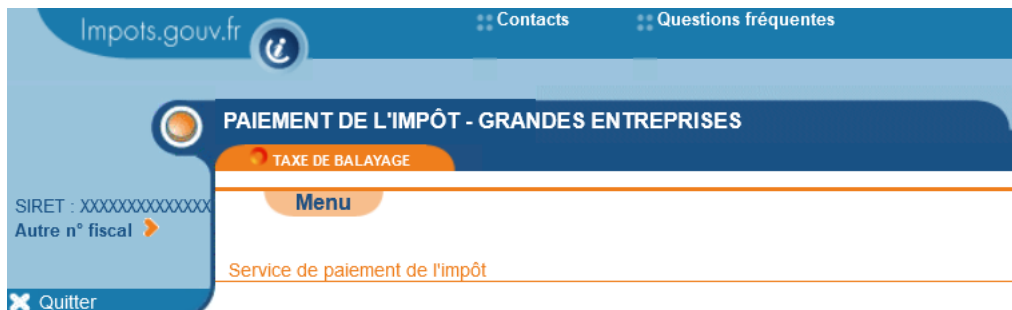 Impots.gouv.fr
Contacts
Questions fréquentes
PAIEMENT DE L'IMPÔT - GRANDES ENTREPRISES
TAXE DE BALAYAGE
Menu
SIRET : XXXXXXXXXXXXXX
Autre n° fiscal
Service de paiement de l'impôt
Quitter